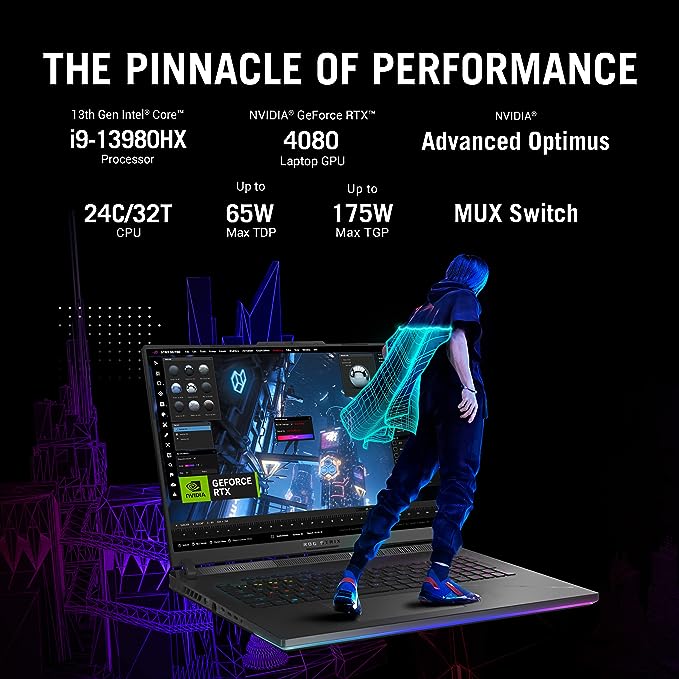 THE PINNACLE OF PERFORMANCE
13th Gen Intel® Core™
i9-13980HX
Processor
NVIDIA® GeForce RTX™
4080
Laptop GPU
NVIDIA®
Advanced Optimus
24C/32T
CPU
Up to
65W
Max TDP
Up to
175W
Max TGP
MUX Switch
NVIDIA
GEFORCE
RTX
ROG STRIX